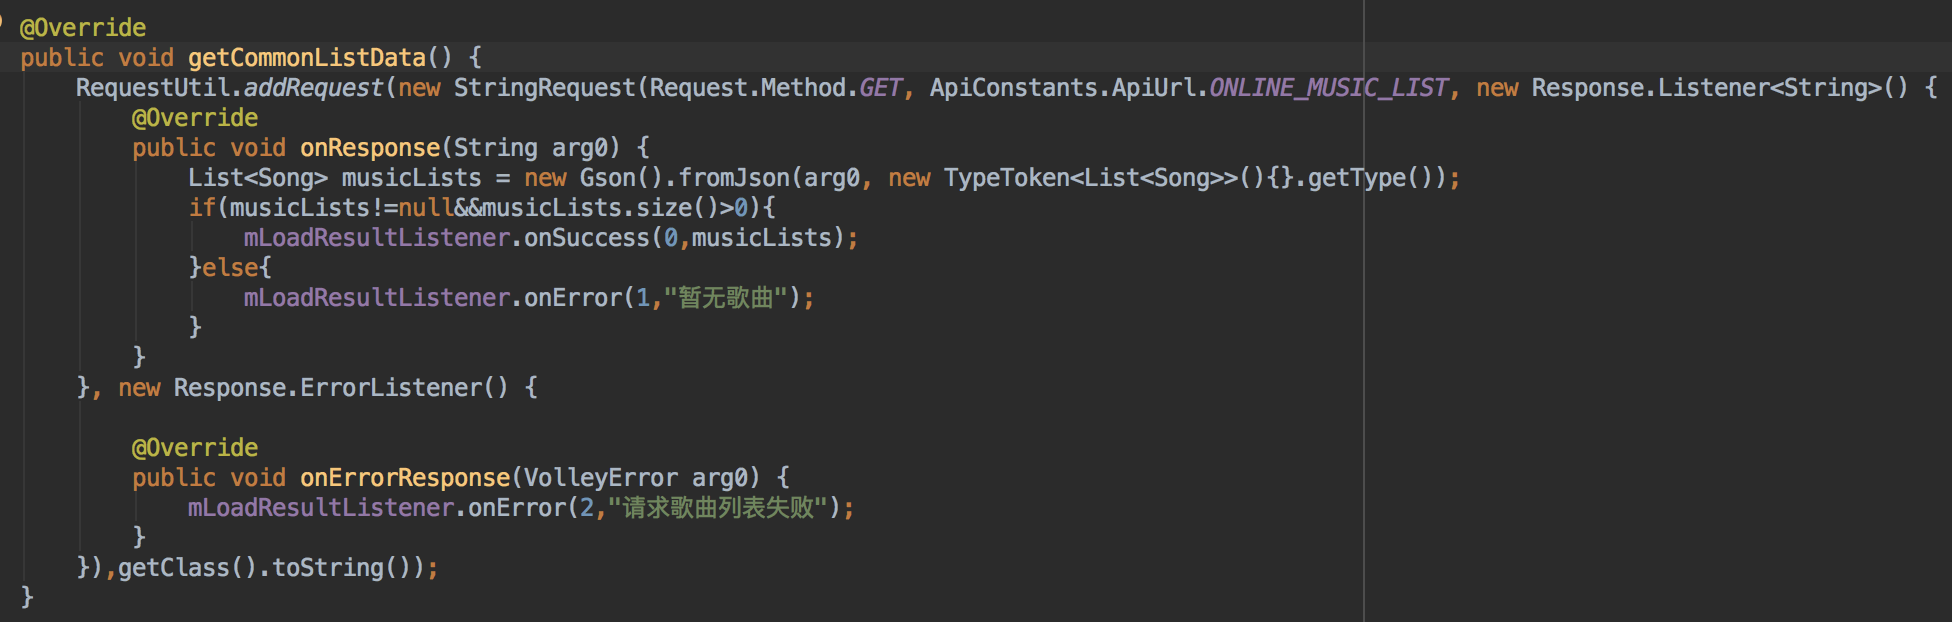 @Override
public void getCommonListData() {
RequestUtil.addRequest(new StringRequest(Request.Method.GET, ApiConstants.ApiUrl.ONLINE_MUSIC_LIST, new Response.Listener<String>() {
@Override
public void onResponse(String arg0) {
List<Song> musicLists = new Gson().fromJson(arg0, new TypeToken<List<Song>>(){}.getType());
if(musicLists!=null&&musicLists.size()>0){
mLoadResultListener.onSuccess(0,musicLists);
}else{
mLoadResultListener.onError(1,"暂无歌曲");
}
}
}, new Response.ErrorListener() {
@Override
public void onErrorResponse(VolleyError arg0) {
mLoadResultListener.onError(2,"请求歌曲列表失败");
}
}),getClass().toString());
}